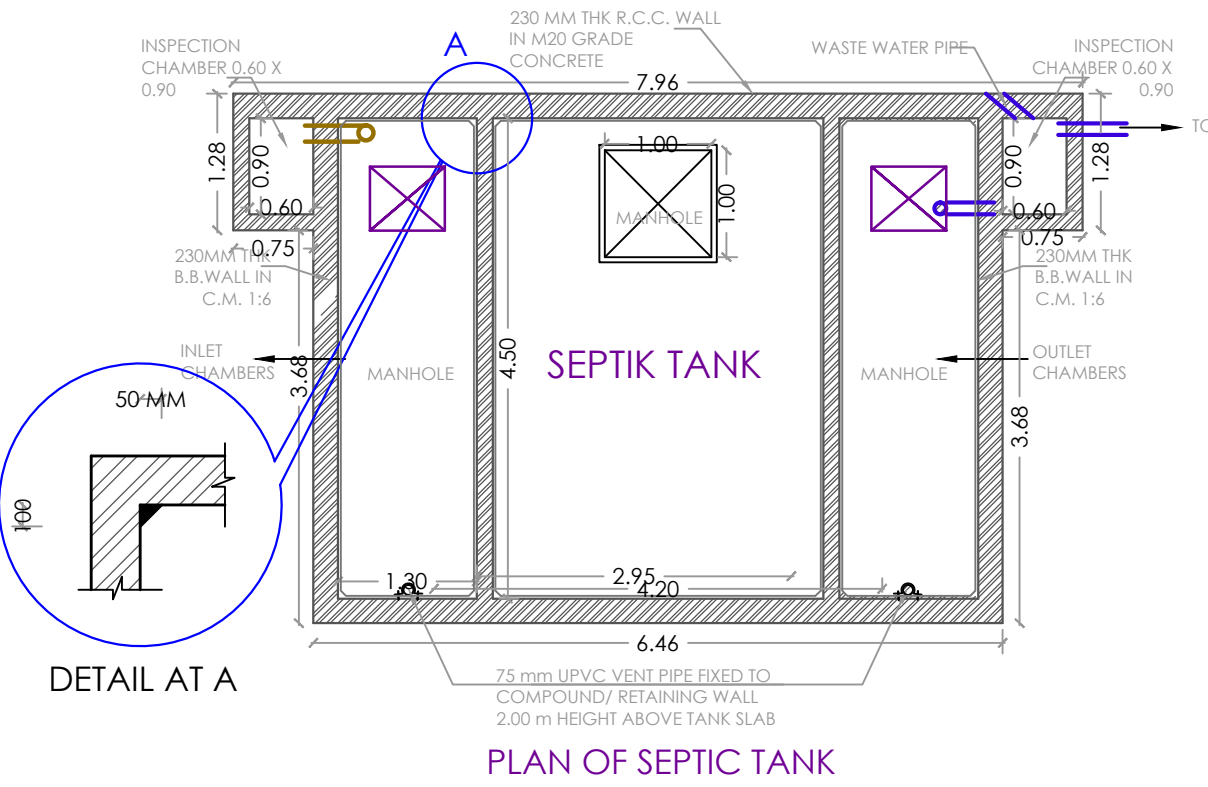 230 MM THK R.C.C. WALL
IN M20 GRADE
CONCRETE
A
INSPECTION
CHAMBER 0.60 X
0.90
WASTE WATER PIPE
INSPECTION
CHAMBER 0.60 X
0.90
7.96
TO
1.28
0.90
0.60
0.75
1.00
1.00
MANHOLE
0.90
1.28
0.60
0.75
230MM THK
B.B.WALL IN
C.M. 1:6
230MM THK
B.B.WALL IN
C.M. 1:6
INLET
CHAMBERS
3.68
MANHOLE
4.50
SEPTIK TANK
MANHOLE
OUTLET
CHAMBERS
3.68
50 MM
100
1.30
2.95
4.20
6.46
DETAIL AT A
75 mm UPVC VENT PIPE FIXED TO
COMPOUND/ RETAINING WALL
2.00 m HEIGHT ABOVE TANK SLAB
PLAN OF SEPTIC TANK